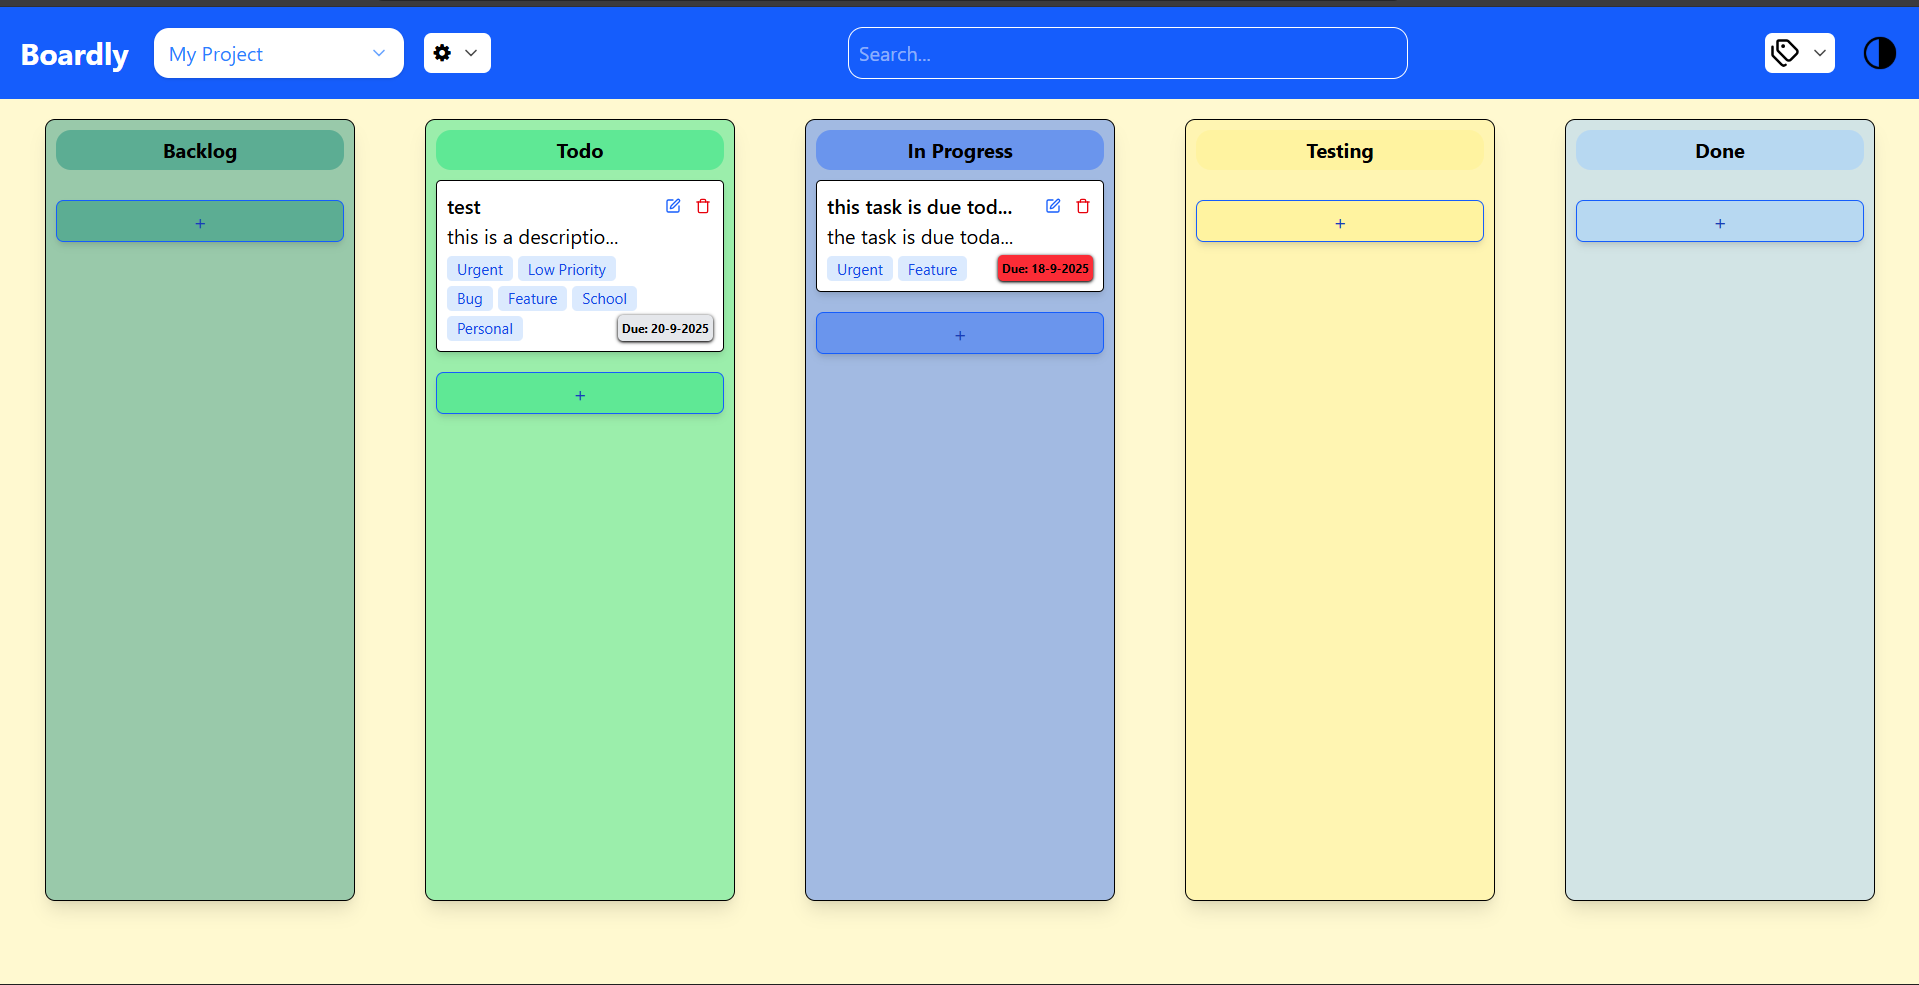 Boardly
My Project
Search...
Backlog
+
Todo
test
this is a descriptio...
Urgent Low Priority
Bug Feature School
Personal
Due: 20-9-2025
+
In Progress
this task is due tod...
the task is due toda...
Urgent Feature
Due: 18-9-2025
+
Testing
+
Done
+